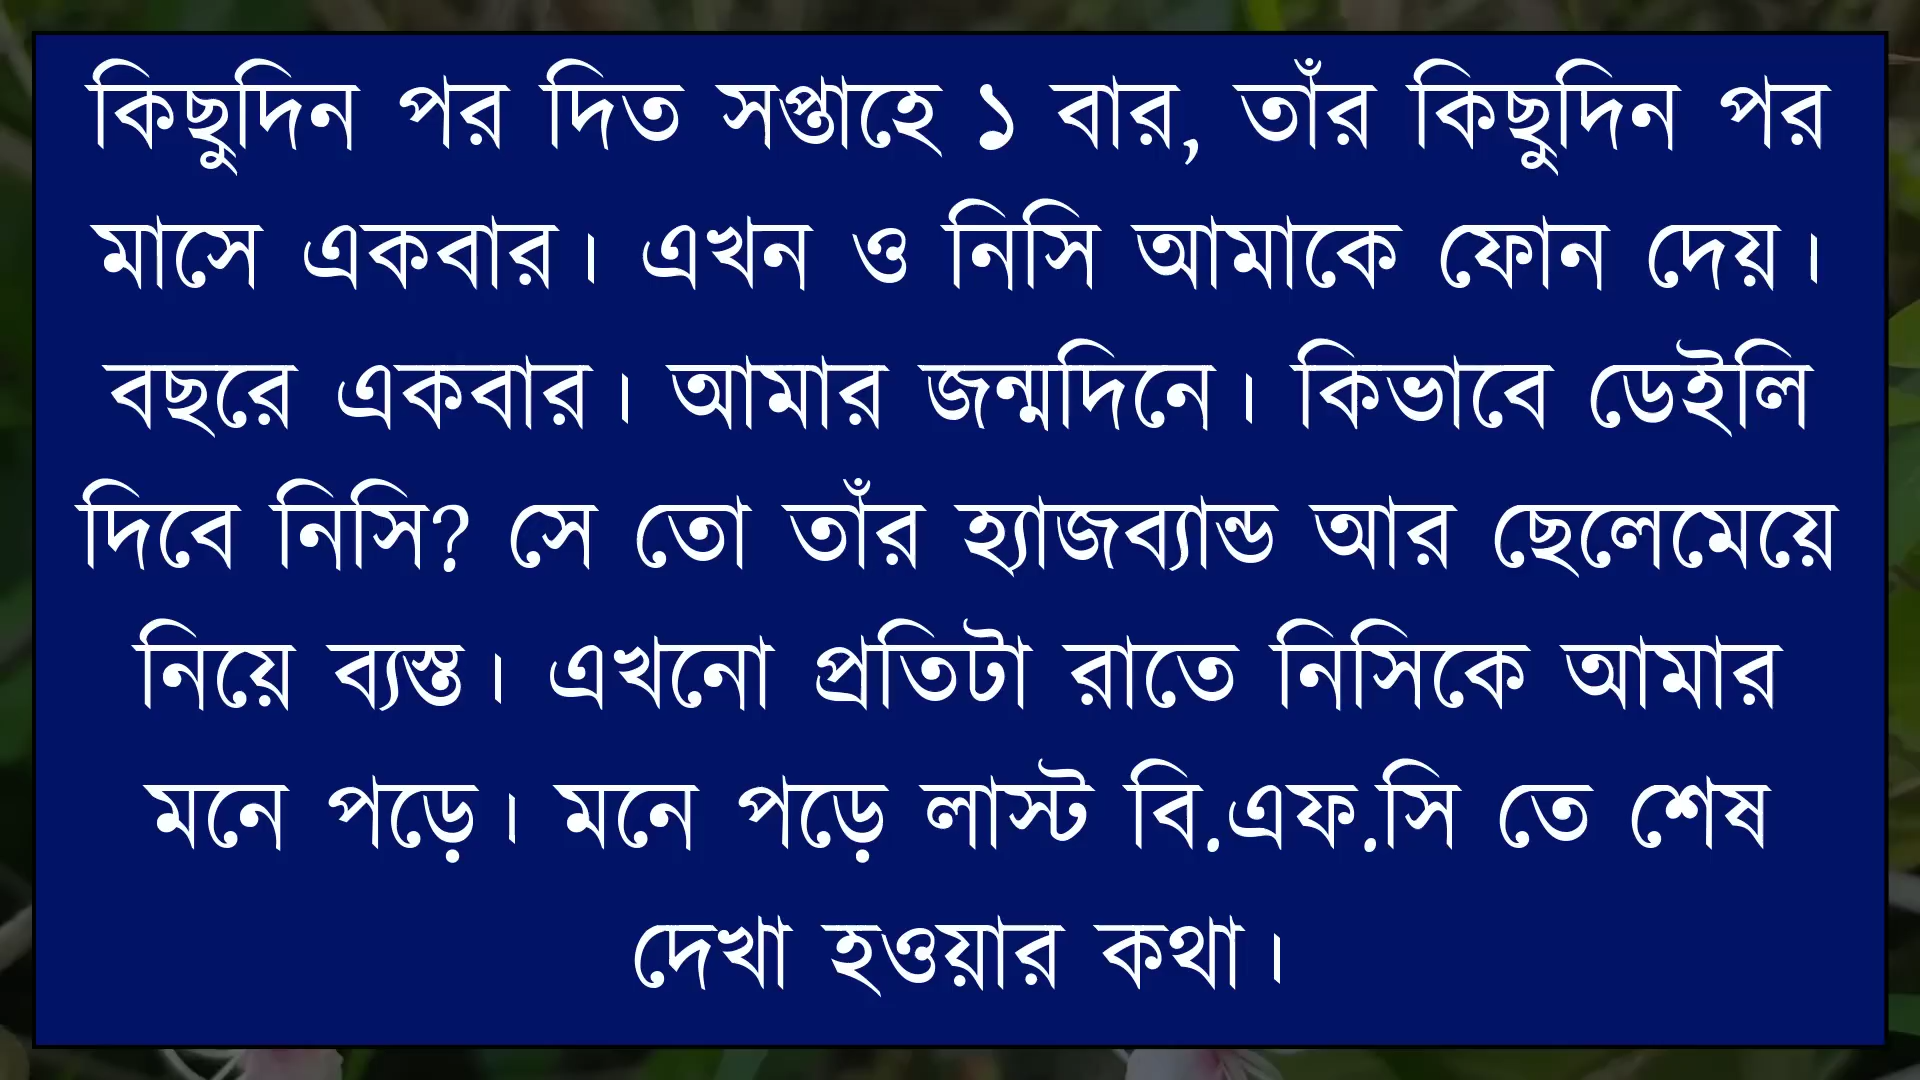 কিছুদিন পর দিত সপ্তাহে ১ বার, তাঁর কিছুদিন পর
মাসে একবার। এখন ও নিসি আমাকে ফোন দেয়।
বছরে একবার। আমার জন্মদিনে। কিভাবে ডেইলি
দিবে নিসি? সে তো তাঁর হ্যাজব্যান্ড আর ছেলেমেয়ে
নিয়ে ব্যস্ত। এখনো প্রতিটা রাতে নিসিকে আমার
মনে পড়ে। মনে পড়ে লাস্ট বি.এফ.সি তে শেষ
দেখা হওয়ার কথা।